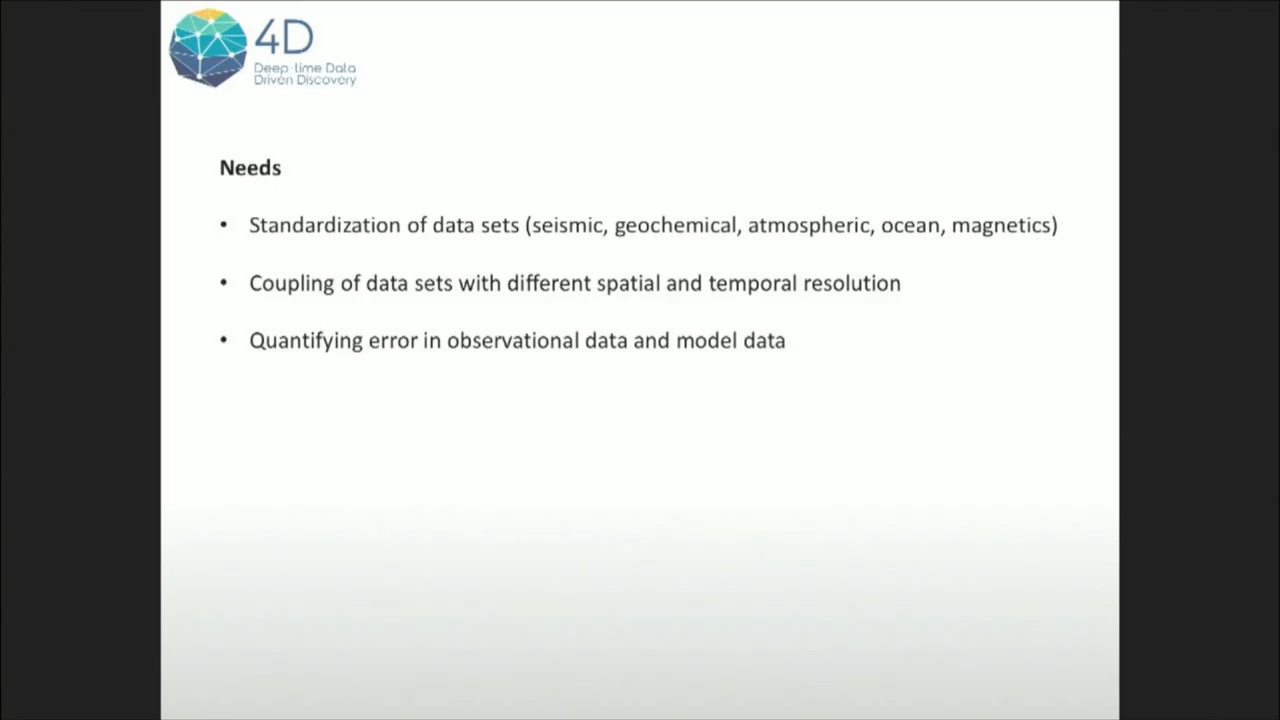 4D
Deep-time Data
Driven Discovery
Needs
• Standardization of data sets (seismic, geochemical, atmospheric, ocean, magnetics)
• Coupling of data sets with different spatial and temporal resolution
• Quantifying error in observational data and model data